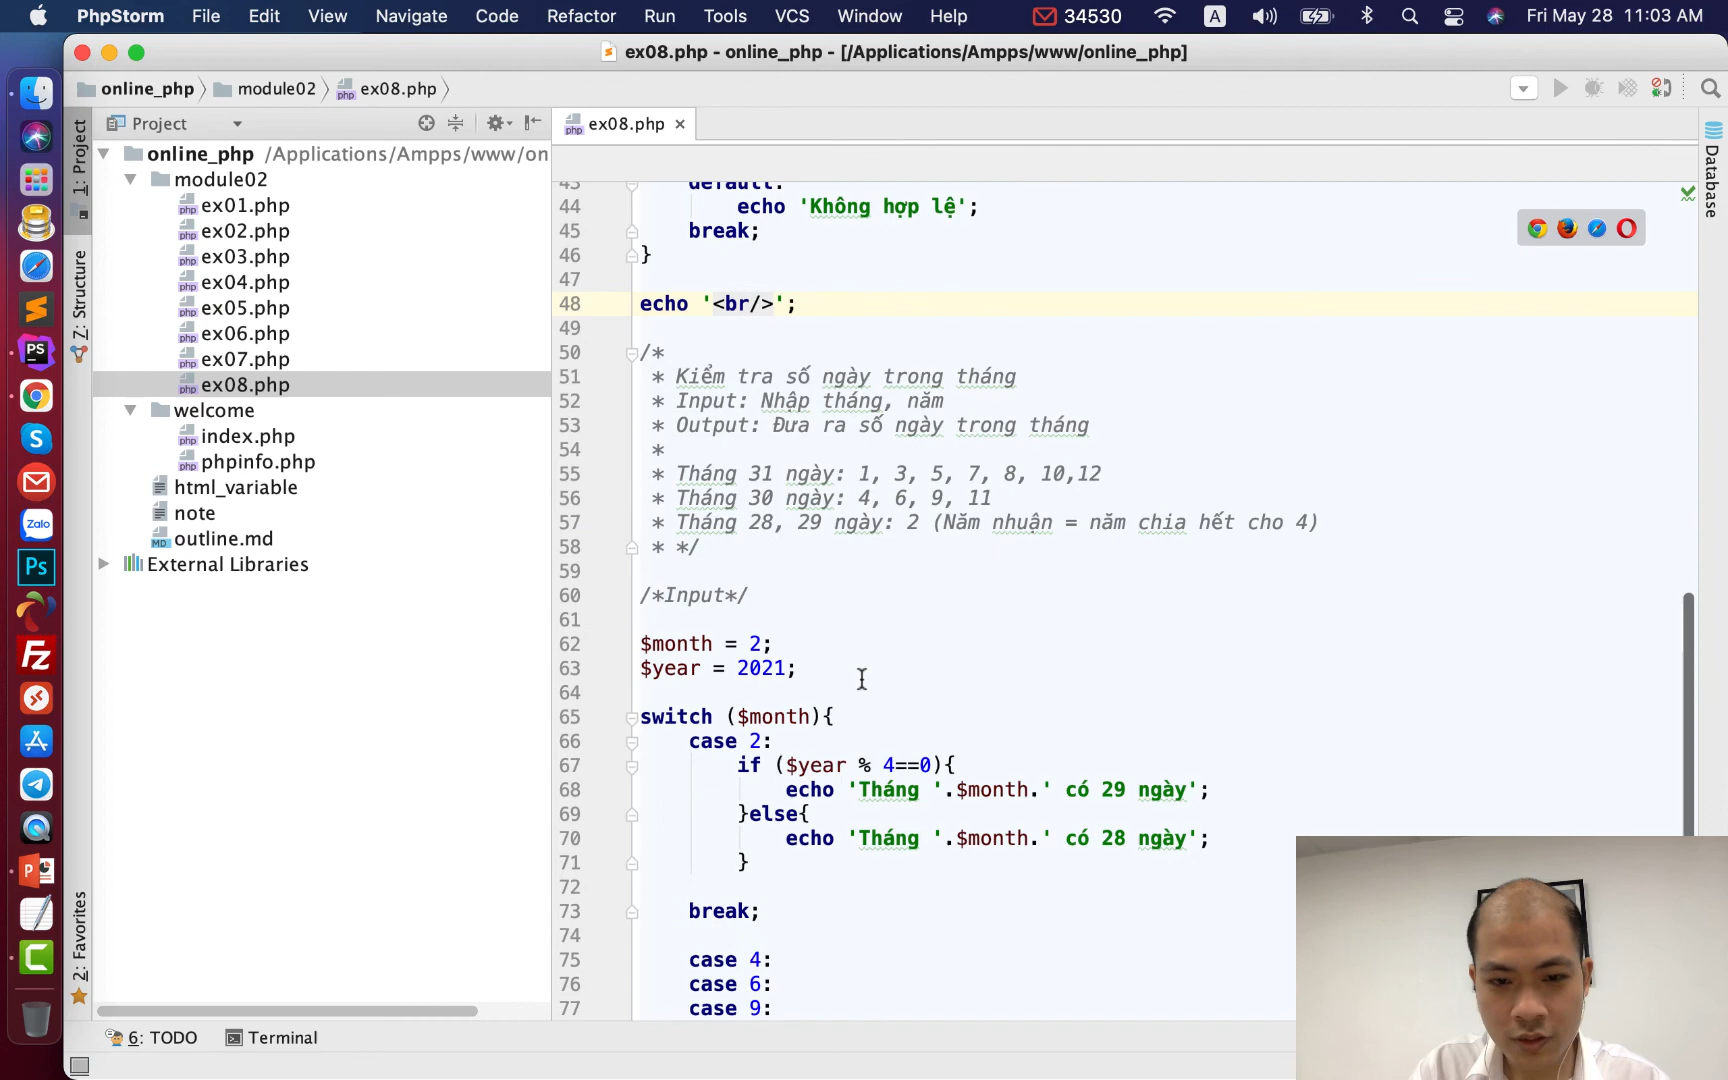 PhpStorm File Edit View Navigate Code Refactor Run Tools VCS Window Help 34530 A Fri May 28 11:03 AM
ex08.php - online_php - [/Applications/Ampps/www/online_php]
online_php module02 ex08.php
Project
ex08.php
1: Project
7: Structure
2: Favorites
Database
online_php /Applications/Ampps/www/on
module02
ex01.php
ex02.php
ex03.php
ex04.php
ex05.php
ex06.php
ex07.php
ex08.php
welcome
index.php
phpinfo.php
html_variable
note
outline.md
External Libraries
43 default:
44 echo 'Không hợp lệ';
45 break;
46 }
47
48 echo '<br/>';
49
50 /*
51 * Kiểm tra số ngày trong tháng
52 * Input: Nhập tháng, năm
53 * Output: Đưa ra số ngày trong tháng
54 *
55 * Tháng 31 ngày: 1, 3, 5, 7, 8, 10,12
56 * Tháng 30 ngày: 4, 6, 9, 11
57 * Tháng 28, 29 ngày: 2 (Năm nhuận = năm chia hết cho 4)
58 * */
59
60 /*Input*/
61
62 $month = 2;
63 $year = 2021;
64
65 switch ($month){
66 case 2:
67 if ($year % 4==0){
68 echo 'Tháng '.$month.' có 29 ngày';
69 }else{
70 echo 'Tháng '.$month.' có 28 ngày';
71 }
72
73 break;
74
75 case 4:
76 case 6:
77 case 9:
6: TODO Terminal